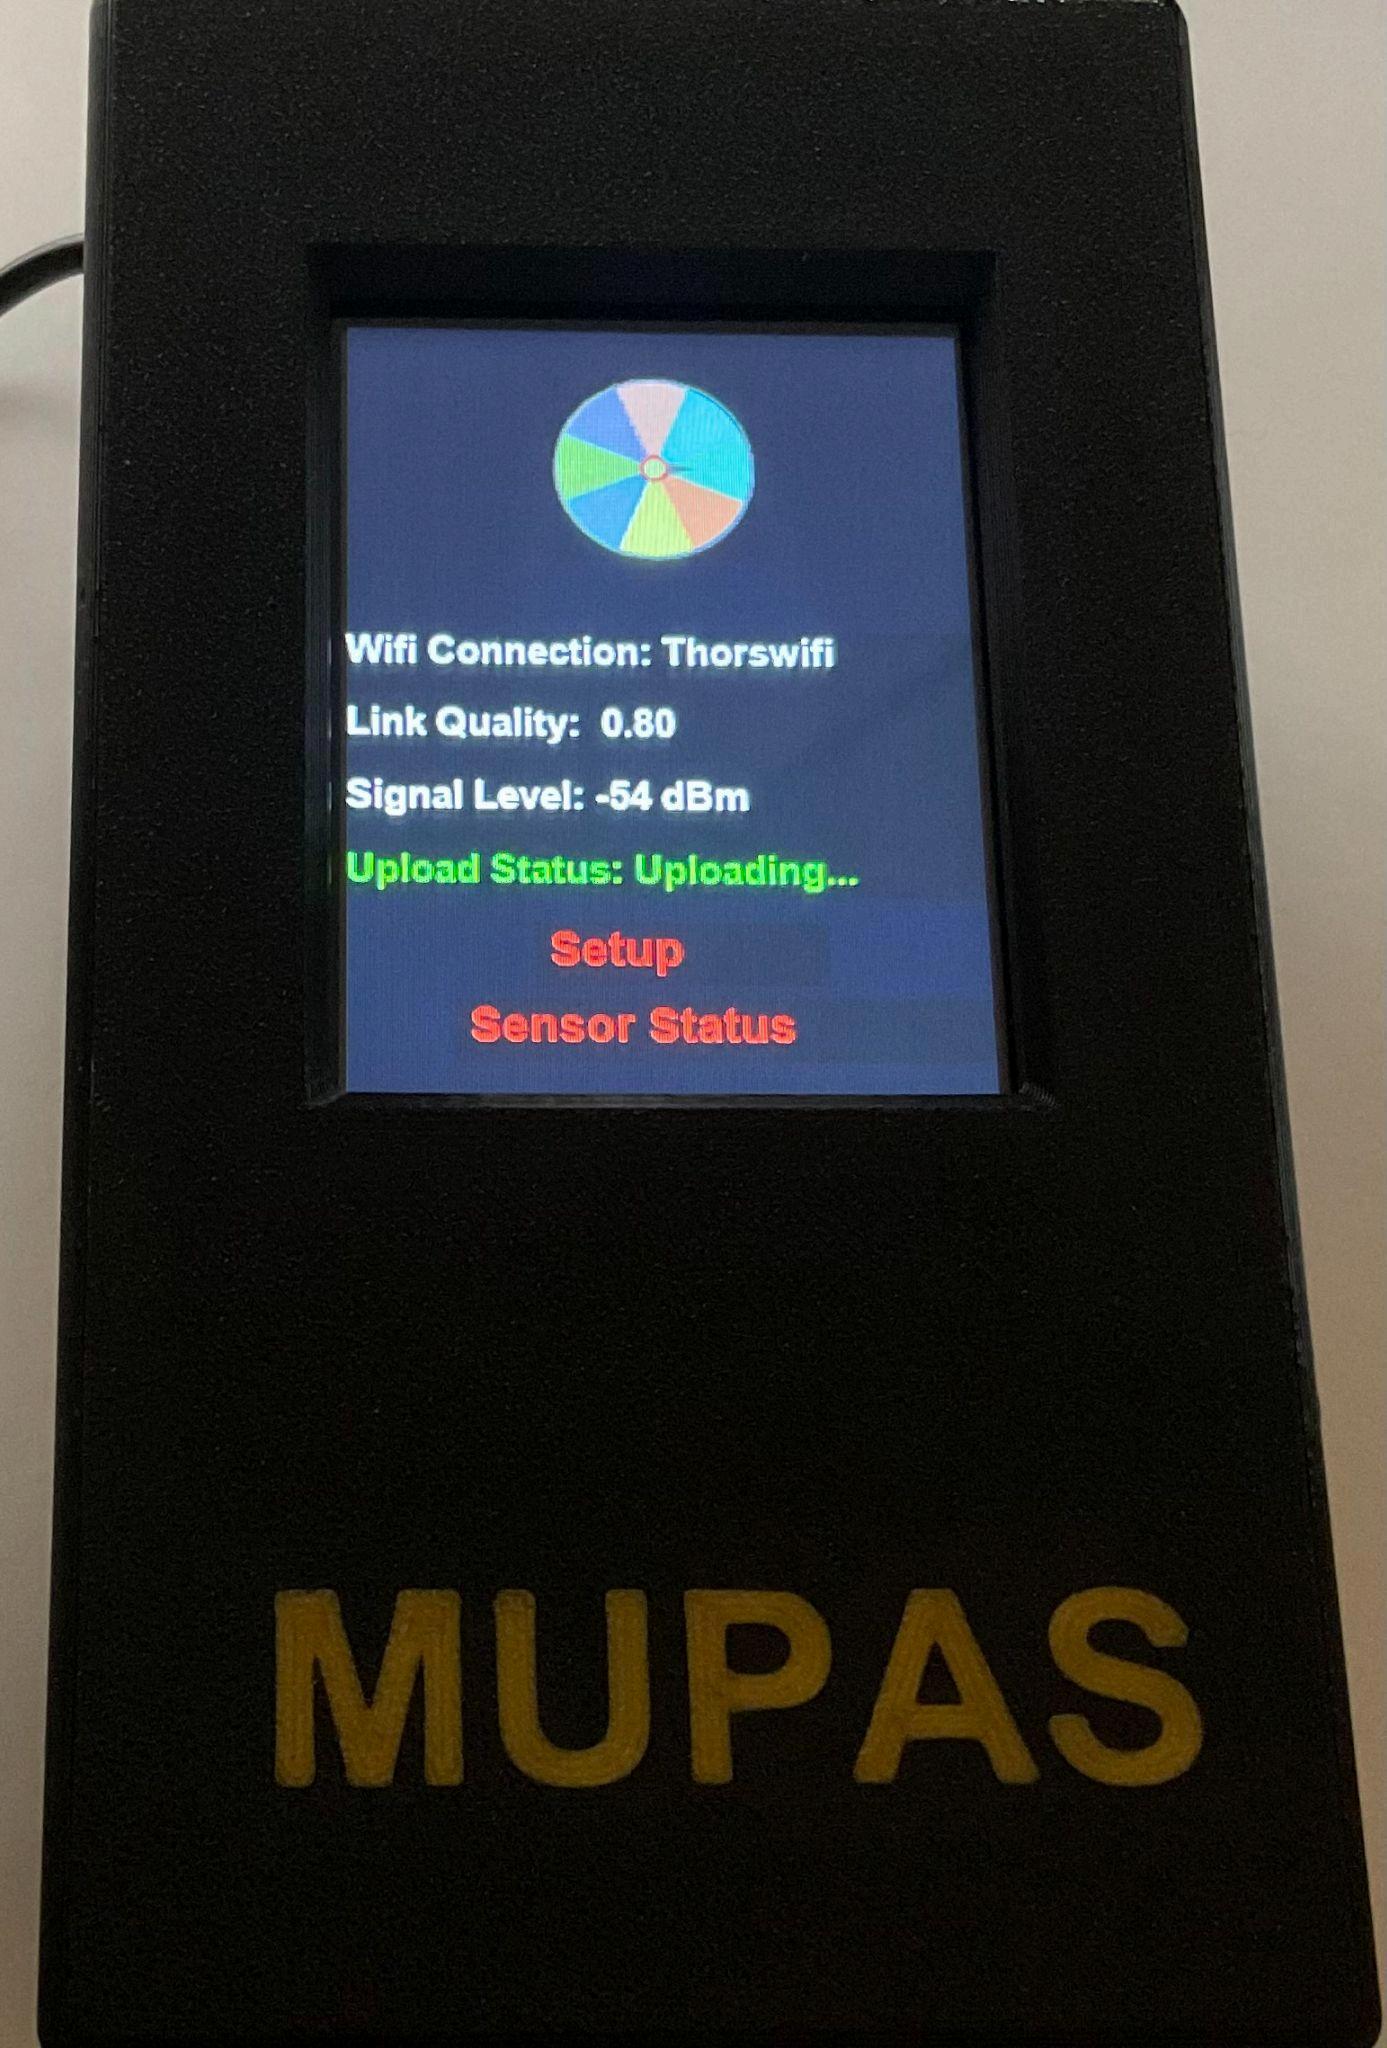 Wifi Connection: Thorswifi
Link Quality: 0.80
Signal Level: -54 dBm
Upload Status: Uploading...
Setup
Sensor Status
MUPAS